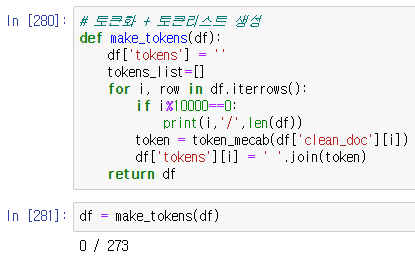 In [280]: # 토큰화 + 토큰리스트 생성
def make_tokens(df):
    df['tokens'] = ''
    tokens_list=[]
    for i, row in df.iterrows():
        if i%10000==0:
            print(i,'/',len(df))
        token = token_mecab(df['clean_doc'][i])
        df['tokens'][i] = ' '.join(token)
    return df
In [281]: df = make_tokens(df)
0 / 273